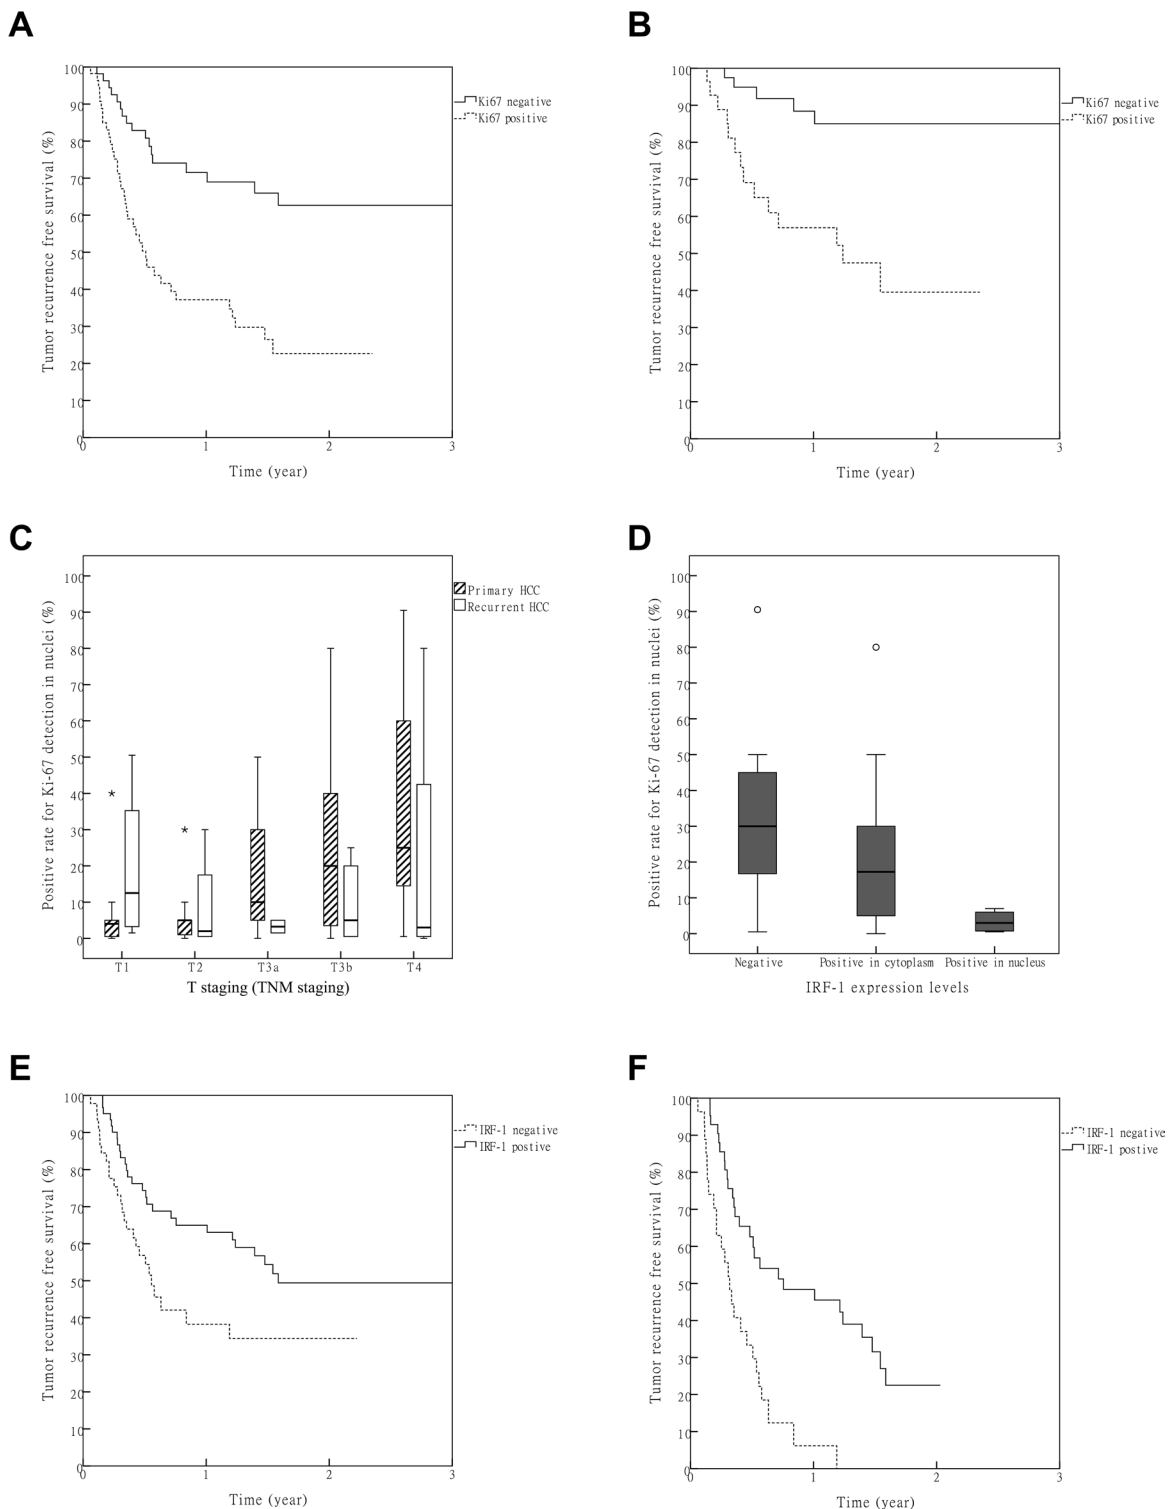 A
Tumor recurrence free survival (%)
100
90
80
70
60
50
40
30
20
10
0
0 1 2 3
Time (year)
Ki67 negative
Ki67 positive
B
Tumor recurrence free survival (%)
100
90
80
70
60
50
40
30
20
10
0
0 1 2 3
Time (year)
Ki67 negative
Ki67 positive
C
Positive rate for Ki-67 detection in nuclei (%)
100
90
80
70
60
50
40
30
20
10
0
T1 T2 T3a T3b T4
T staging (TNM staging)
Primary HCC
Recurrent HCC
D
Positive rate for Ki-67 detection in nuclei (%)
100
90
80
70
60
50
40
30
20
10
0
Negative Positive in cytoplasm Positive in nucleus
IRF-1 expression levels
E
Tumor recurrence free survival (%)
100
90
80
70
60
50
40
30
20
10
0
0 1 2 3
Time (year)
IRF-1 negative
IRF-1 postive
F
Tumor recurrence free survival (%)
100
90
80
70
60
50
40
30
20
10
0
0 1 2 3
Time (year)
IRF-1 negative
IRF-1 postive